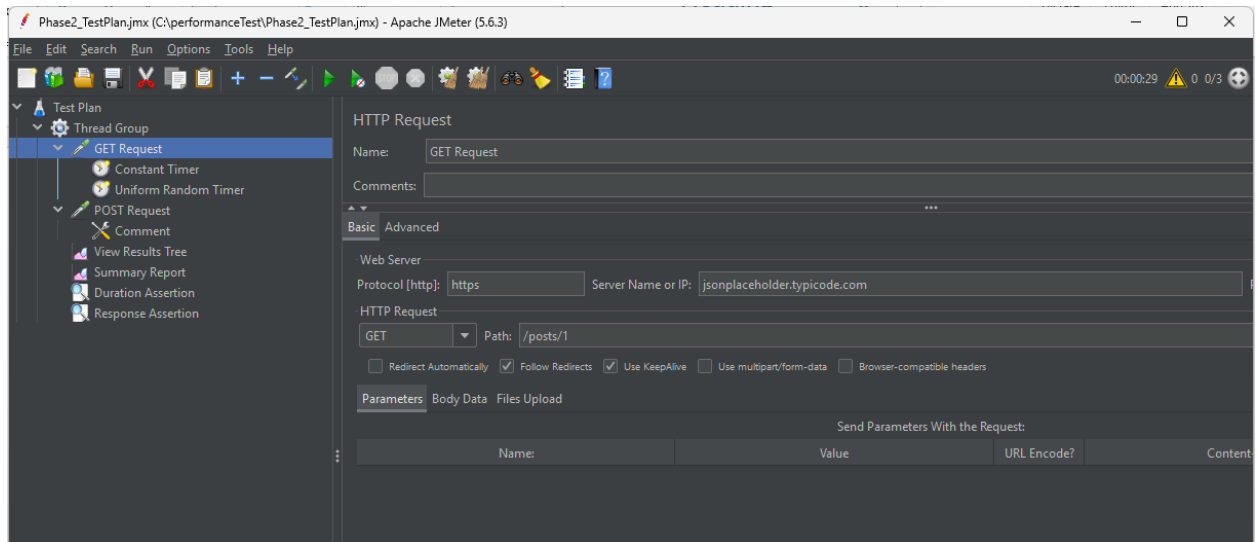 Phase2_TestPlan.jmx (C:\performanceTest\Phase2_TestPlan.jmx) - Apache JMeter (5.6.3)
File Edit Search Run Options Tools Help
STOP
00:00:29 0 0/3
Test Plan
Thread Group
GET Request
Constant Timer
Uniform Random Timer
POST Request
Comment
View Results Tree
Summary Report
Duration Assertion
Response Assertion
HTTP Request
Name: GET Request
Comments:
Basic Advanced
Web Server
Protocol [http]: https Server Name or IP: jsonplaceholder.typicode.com
HTTP Request
GET Path: /posts/1
Redirect Automatically Follow Redirects Use KeepAlive Use multipart/form-data Browser-compatible headers
Parameters Body Data Files Upload
Send Parameters With the Request:
Name: Value URL Encode? Content-